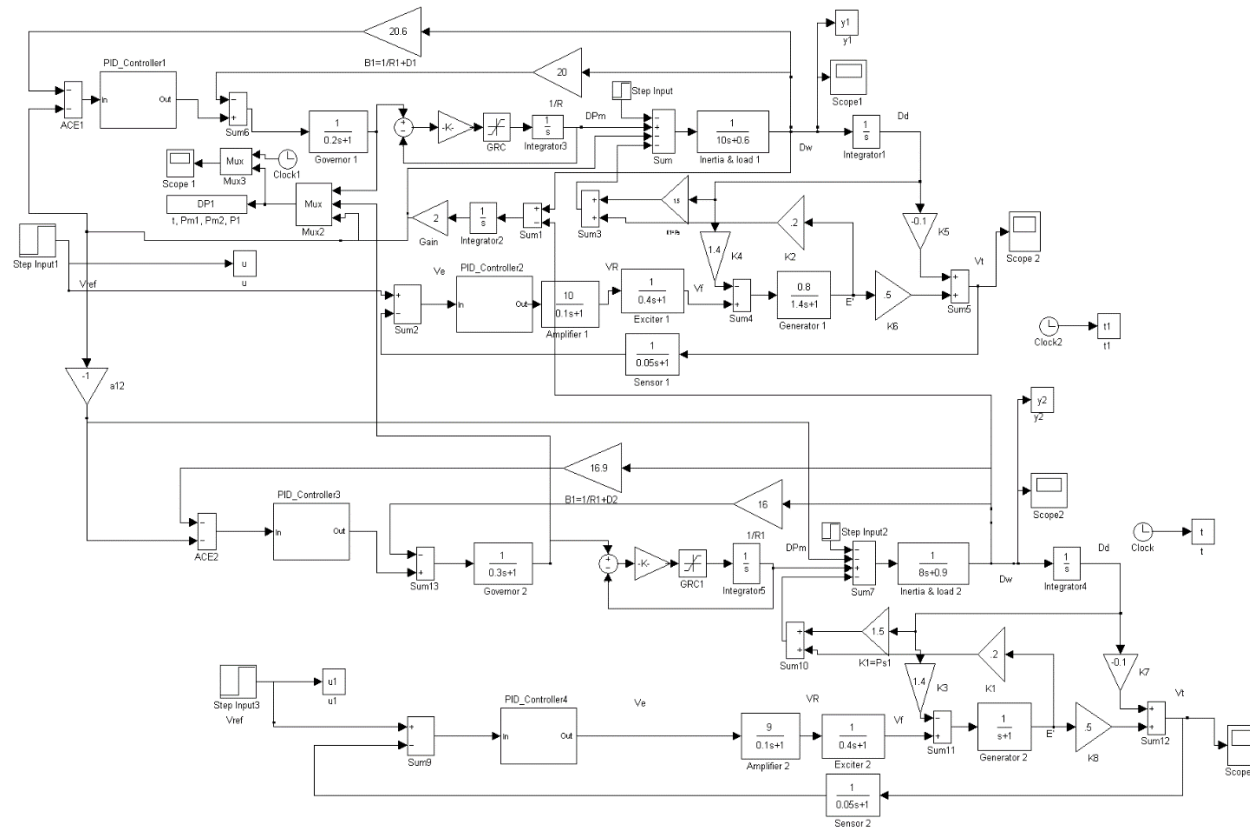 20.6
y1
y1
PID_Controller1
B1=1/R1+D1
20
Scope1
In
Out
ACE1
Sum6
1
0.2s+1
Governor 1
-K-
GRC
1/R
1
s
Integrator3
DPm
Step Input
Sum
1
10s+0.6
Inertia & load 1
Dw
1
s
Integrator1
Dd
Scope 1
Mux
Mux3
Clock1
DP1
t, Pm1, Pm2, P1
Mux
Mux2
2
Gain
1
s
Integrator2
Sum1
Sum3
1.4
K4
.2
K2
-0.1
K5
Vt
Scope 2
Step Input1
Vref
u
u
Ve
PID_Controller2
In
Out
Sum2
10
0.1s+1
Amplifier 1
VR
1
0.4s+1
Exciter 1
Vf
Sum4
0.8
1.4s+1
Generator 1
E'
.5
K6
Sum5
1
0.05s+1
Sensor 1
Clock2
t1
t1
-1
a12
y2
y2
16.9
B1=1/R1+D2
16
Scope2
PID_Controller3
In
Out
ACE2
Sum13
1
0.3s+1
Governor 2
-K-
GRC1
1/R1
1
s
Integrator5
DPm
Step Input2
Sum7
1
8s+0.9
Inertia & load 2
Dw
1
s
Integrator4
Dd
Clock
t
t
Sum10
1.5
K1=Ps1
1.4
K3
.2
K1
-0.1
K7
Vt
Step Input3
Vref
u1
u1
PID_Controller4
In
Out
Sum9
Ve
9
0.1s+1
Amplifier 2
VR
1
0.4s+1
Exciter 2
Vf
Sum11
1
s+1
Generator 2
E'
.5
K8
Sum12
Scope
1
0.05s+1
Sensor 2